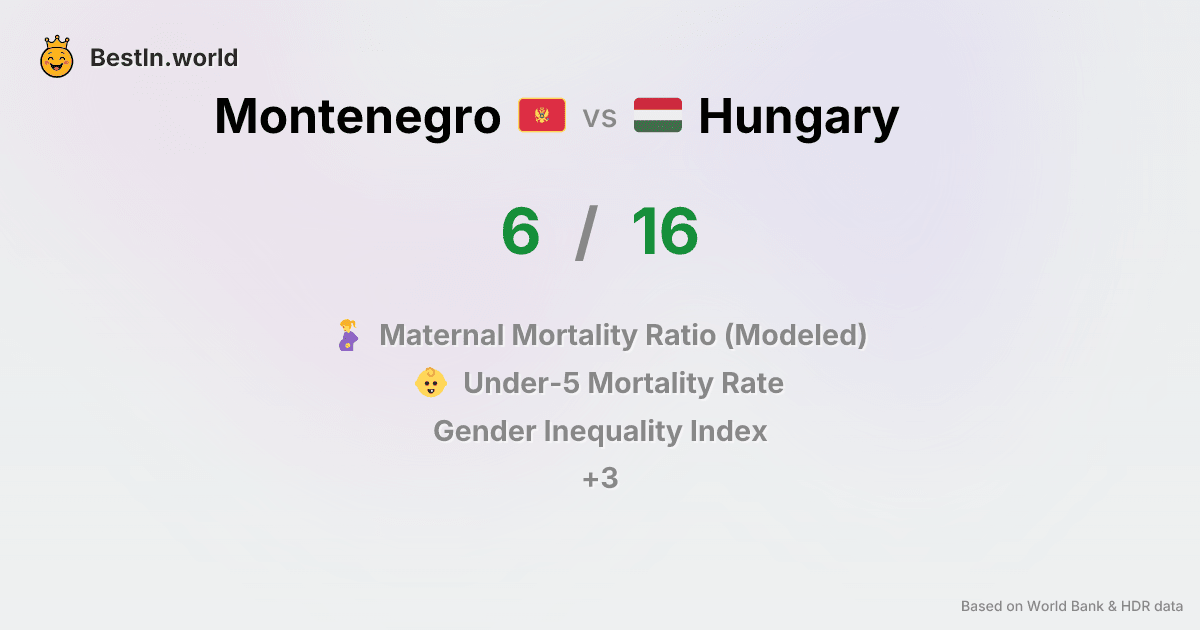 BestIn.world
Montenegro vs Hungary
6 / 16
Maternal Mortality Ratio (Modeled)
Under-5 Mortality Rate
Gender Inequality Index
+3
Based on World Bank & HDR data